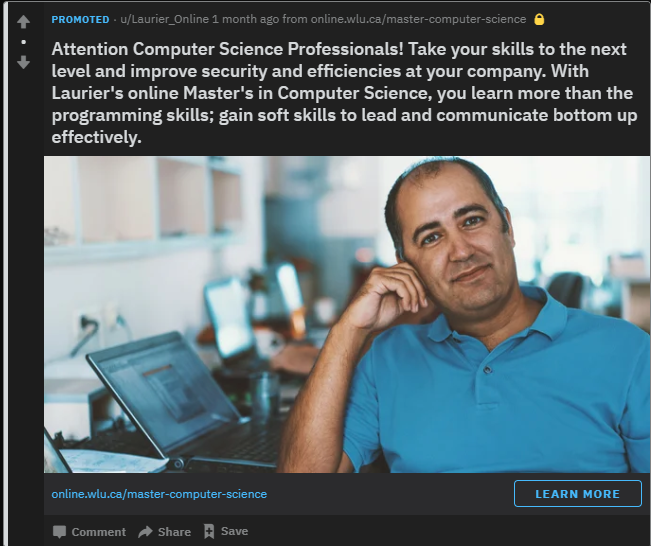 PROMOTED · u/Laurier_Online 1 month ago from online.wlu.ca/master-computer-science
Attention Computer Science Professionals! Take your skills to the next
level and improve security and efficiencies at your company. With
Laurier's online Master's in Computer Science, you learn more than the
programming skills; gain soft skills to lead and communicate bottom up
effectively.
online.wlu.ca/master-computer-science
LEARN MORE
Comment Share Save